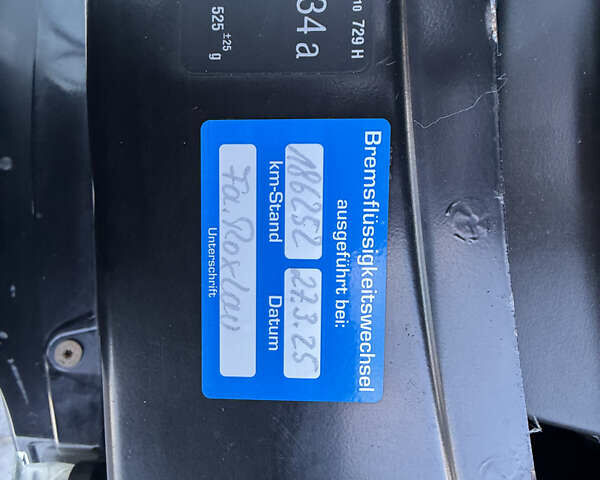 10 729 H
34 a
525 ±25 g
Bremsflüssigkeitswechsel
ausgeführt bei:
186252 27.3.25
km-Stand Datum
Fa. Roslau
Unterschrift